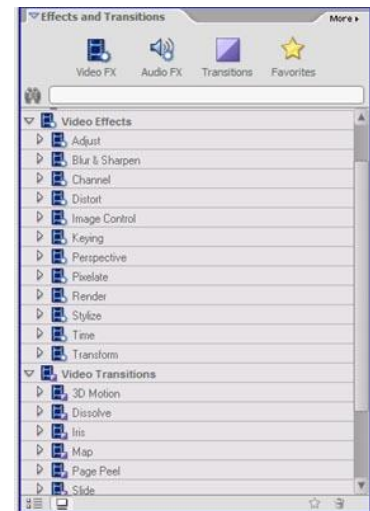 Effects and Transitions More
Video FX Audio FX Transitions Favorites
Video Effects
Adjust
Blur & Sharpen
Channel
Distort
Image Control
Keying
Perspective
Pixelate
Render
Stylize
Time
Transform
Video Transitions
3D Motion
Dissolve
Iris
Map
Page Peel
Slide